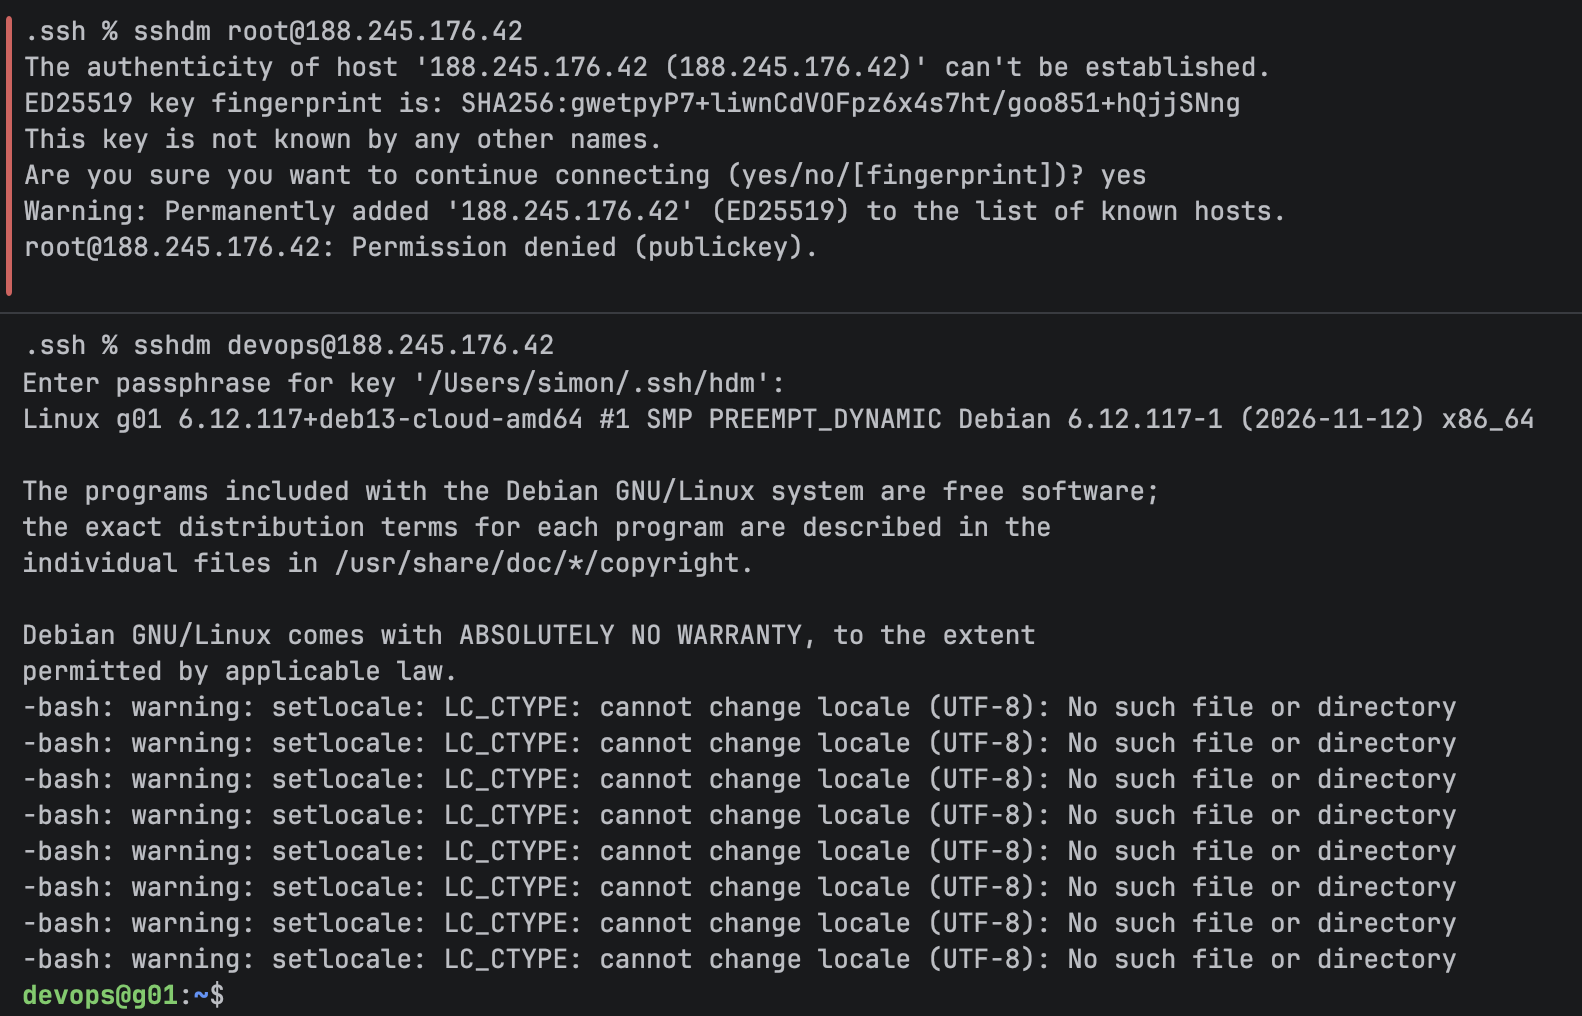 .ssh % sshdm root@188.245.176.42
The authenticity of host '188.245.176.42 (188.245.176.42)' can't be established.
ED25519 key fingerprint is: SHA256:gwetpyP7+liwnCdVOFpz6x4s7ht/goo851+hQjjSNng
This key is not known by any other names.
Are you sure you want to continue connecting (yes/no/[fingerprint])? yes
Warning: Permanently added '188.245.176.42' (ED25519) to the list of known hosts.
root@188.245.176.42: Permission denied (publickey).
.ssh % sshdm devops@188.245.176.42
Enter passphrase for key '/Users/simon/.ssh/hdm':
Linux g01 6.12.117+deb13-cloud-amd64 #1 SMP PREEMPT_DYNAMIC Debian 6.12.117-1 (2026-11-12) x86_64
The programs included with the Debian GNU/Linux system are free software;
the exact distribution terms for each program are described in the
individual files in /usr/share/doc/*/copyright.
Debian GNU/Linux comes with ABSOLUTELY NO WARRANTY, to the extent
permitted by applicable law.
-bash: warning: setlocale: LC_CTYPE: cannot change locale (UTF-8): No such file or directory
-bash: warning: setlocale: LC_CTYPE: cannot change locale (UTF-8): No such file or directory
-bash: warning: setlocale: LC_CTYPE: cannot change locale (UTF-8): No such file or directory
-bash: warning: setlocale: LC_CTYPE: cannot change locale (UTF-8): No such file or directory
-bash: warning: setlocale: LC_CTYPE: cannot change locale (UTF-8): No such file or directory
-bash: warning: setlocale: LC_CTYPE: cannot change locale (UTF-8): No such file or directory
-bash: warning: setlocale: LC_CTYPE: cannot change locale (UTF-8): No such file or directory
-bash: warning: setlocale: LC_CTYPE: cannot change locale (UTF-8): No such file or directory
devops@g01:~$